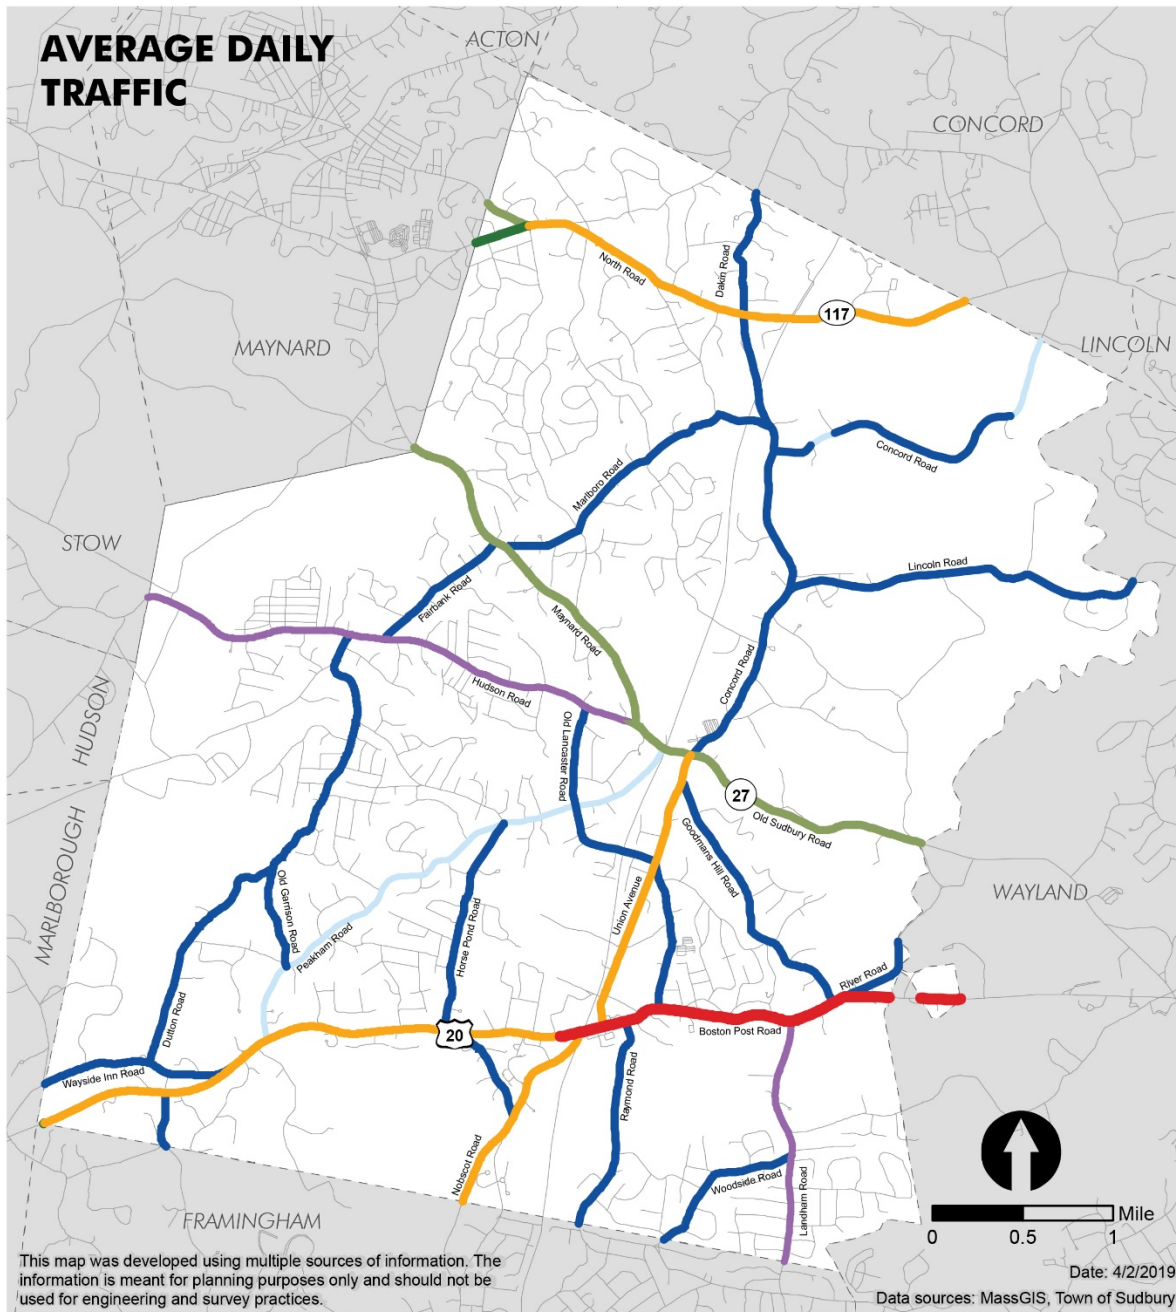 AVERAGE DAILY
TRAFFIC
ACTON
CONCORD
North Road
Dakin Road
117
MAYNARD
LINCOLN
Concord Road
Marlboro Road
STOW
Lincoln Road
Fairbank Road
Maynard Road
Concord Road
Hudson Road
HUDSON
Old Lancaster Road
27
Old Sudbury Road
Goodmans Hill Road
MARLBOROUGH
WAYLAND
Old Garrison Road
Union Avenue
Peakham Road
Horse Pond Road
River Road
Dutton Road
20
Boston Post Road
Wayside Inn Road
Raymond Road
Nobscot Road
Woodside Road
Landham Road
FRAMINGHAM
Mile
0 0.5 1
This map was developed using multiple sources of information. The
information is meant for planning purposes only and should not be
used for engineering and survey practices.
Date: 4/2/2019
Data sources: MassGIS, Town of Sudbury